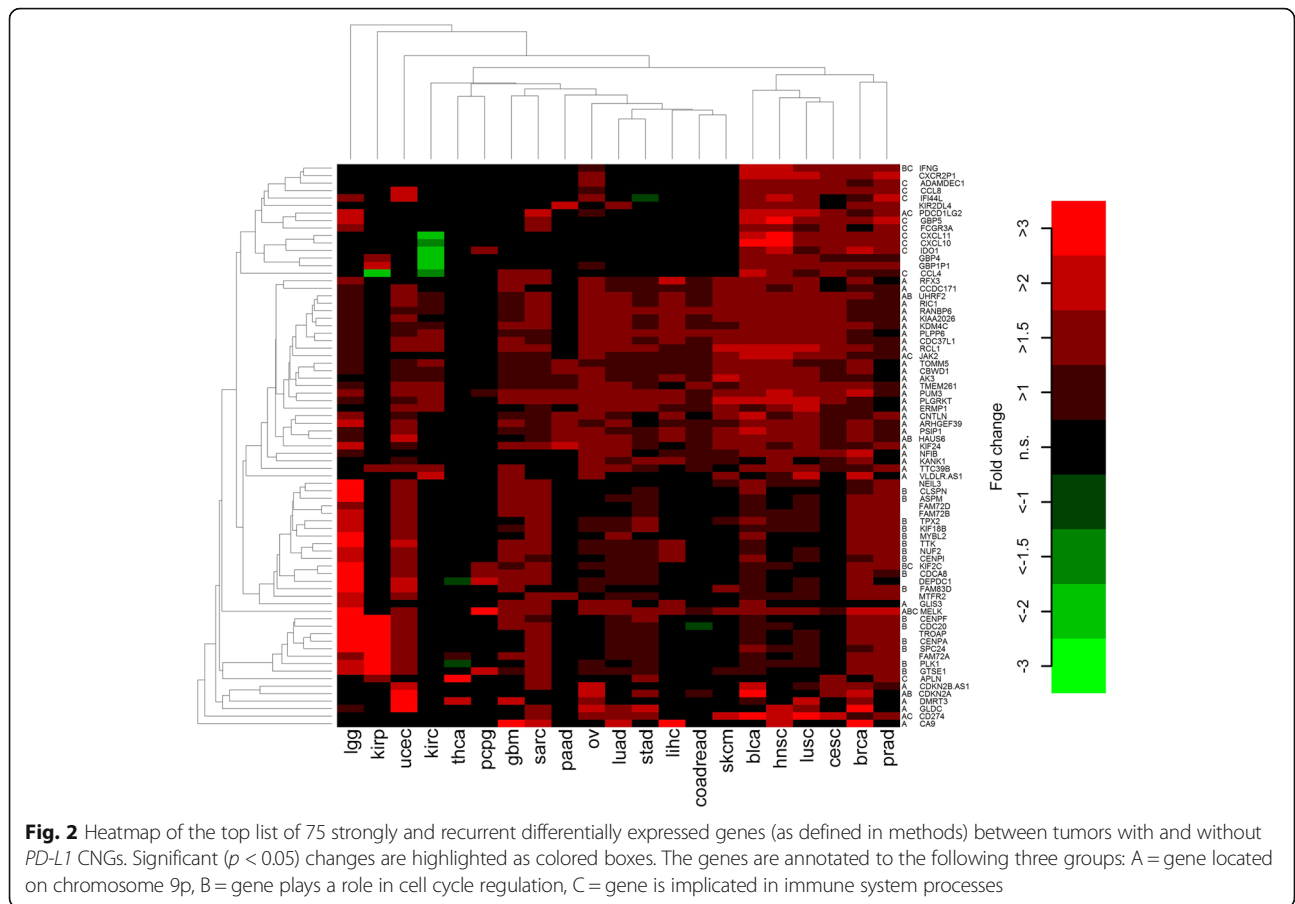 BC IFNG
CXCR2P1
C ADAMDEC1
C CCL8
C IFI44L
KIR2DL4
AC PDCD1LG2
C GBP5
C FCGR3A
C CXCL11
C CXCL10
C IDO1
GBP4
GBP1P1
C CCL4
A RFX3
A CCDC171
AB UHRF2
A RIC1
A RANBP6
A KIAA2026
A KDM4C
A PLPP6
A CDC37L1
A RCL1
AC JAK2
A TOMM5
A CBWD1
A AK3
A TMEM261
A PUM3
A PLGRKT
A ERMP1
A CNTLN
A ARHGEF39
A PSIP1
AB HAUS6
A KIF24
A NFIB
A KANK1
A TTC39B
A VLDLR.AS1
NEIL3
B CLSPN
B ASPM
FAM72D
FAM72B
B TPX2
B KIF18B
B MYBL2
B TTK
B NUF2
B CENPI
BC KIF2C
B CDCA8
DEPDC1
B FAM83D
MTFR2
A GLIS3
ABC MELK
B CENPF
B CDC20
TROAP
B CENPA
B SPC24
FAM72A
B PLK1
B GTSE1
C APLN
A CDKN2B.AS1
AB CDKN2A
A DMRT3
A GLDC
AC CD274
A CA9
lgg kirp ucec kirc thca pcpg gbm sarc paad ov luad stad lihc coadread skcm blca hnsc lusc cesc brca prad
Fold change
>3
>2
>1.5
>1
n.s.
<-1
<-1.5
<-2
-3
Fig. 2 Heatmap of the top list of 75 strongly and recurrent differentially expressed genes (as defined in methods) between tumors with and without
PD-L1 CNGs. Significant (p < 0.05) changes are highlighted as colored boxes. The genes are annotated to the following three groups: A = gene located
on chromosome 9p, B = gene plays a role in cell cycle regulation, C = gene is implicated in immune system processes